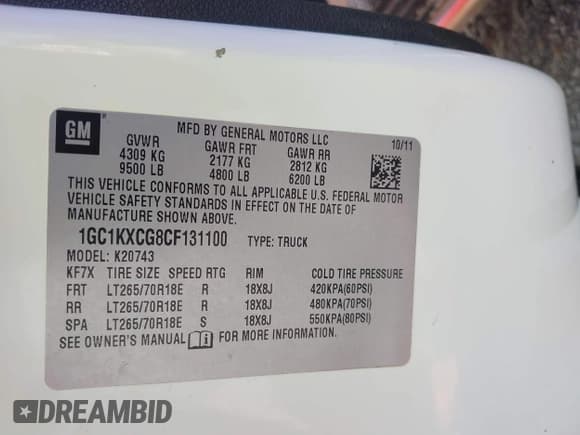 GM
MFD BY GENERAL MOTORS LLC
10/11
GVWR GAWR FRT GAWR RR
4309 KG 2177 KG 2812 KG
9500 LB 4800 LB 6200 LB
THIS VEHICLE CONFORMS TO ALL APPLICABLE U.S. FEDERAL MOTOR
VEHICLE SAFETY STANDARDS IN EFFECT ON THE DATE OF
MANUFACTURE SHOWN ABOVE.
1GC1KXCG8CF131100 TYPE: TRUCK
MODEL: K20743
KF7X TIRE SIZE SPEED RTG RIM COLD TIRE PRESSURE
FRT LT265/70R18E R 18X8J 420KPA(60PSI)
RR LT265/70R18E R 18X8J 480KPA(70PSI)
SPA LT265/70R18E S 18X8J 550KPA(80PSI)
SEE OWNER'S MANUAL i FOR MORE INFORMATION.
DREAMBID